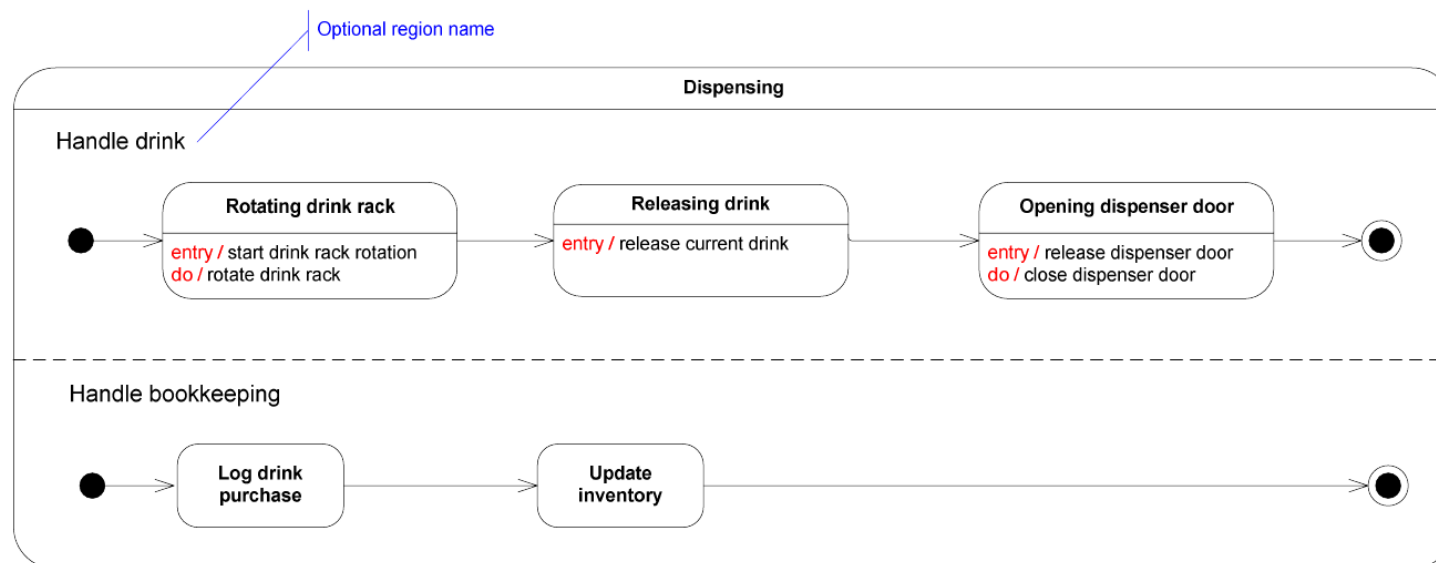 Optional region name
Dispensing
Handle drink
Rotating drink rack
entry / start drink rack rotation
do / rotate drink rack
Releasing drink
entry / release current drink
Opening dispenser door
entry / release dispenser door
do / close dispenser door
Handle bookkeeping
Log drink
purchase
Update
inventory